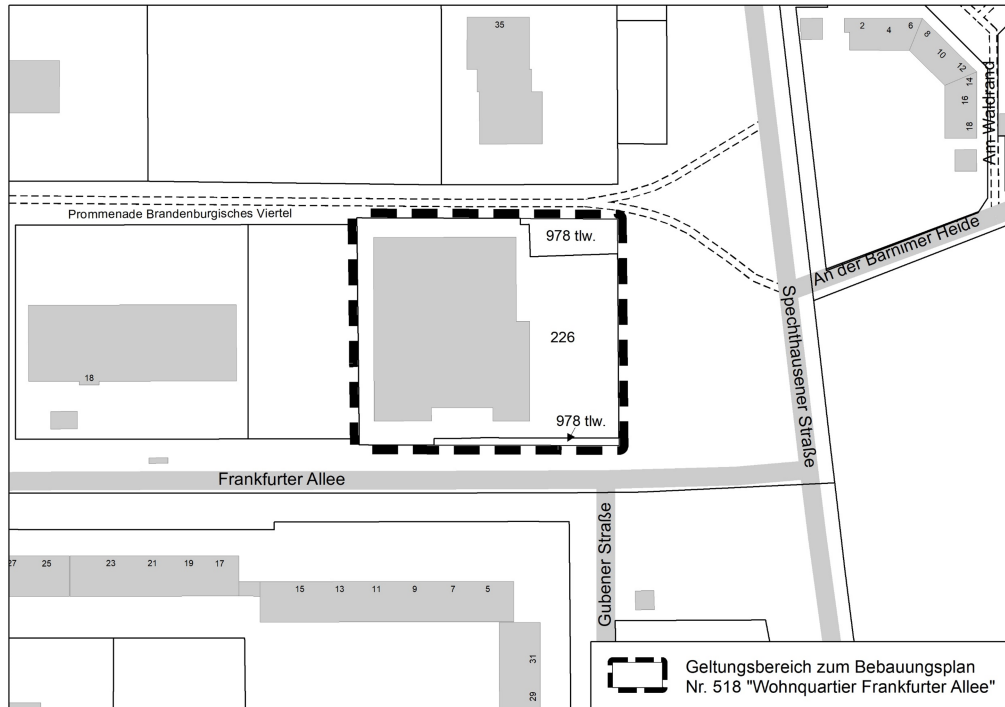 35
2 4 6 8 10 12 14 16 18
Am Waldrand
Prommenade Brandenburgisches Viertel
978 tlw.
An der Barnimer Heide
Spechthausener Straße
226
18
978 tlw.
Frankfurter Allee
Gubener Straße
27 25 23 21 19 17
15 13 11 9 7 5
31
29
Geltungsbereich zum Bebauungsplan
Nr. 518 "Wohnquartier Frankfurter Allee"